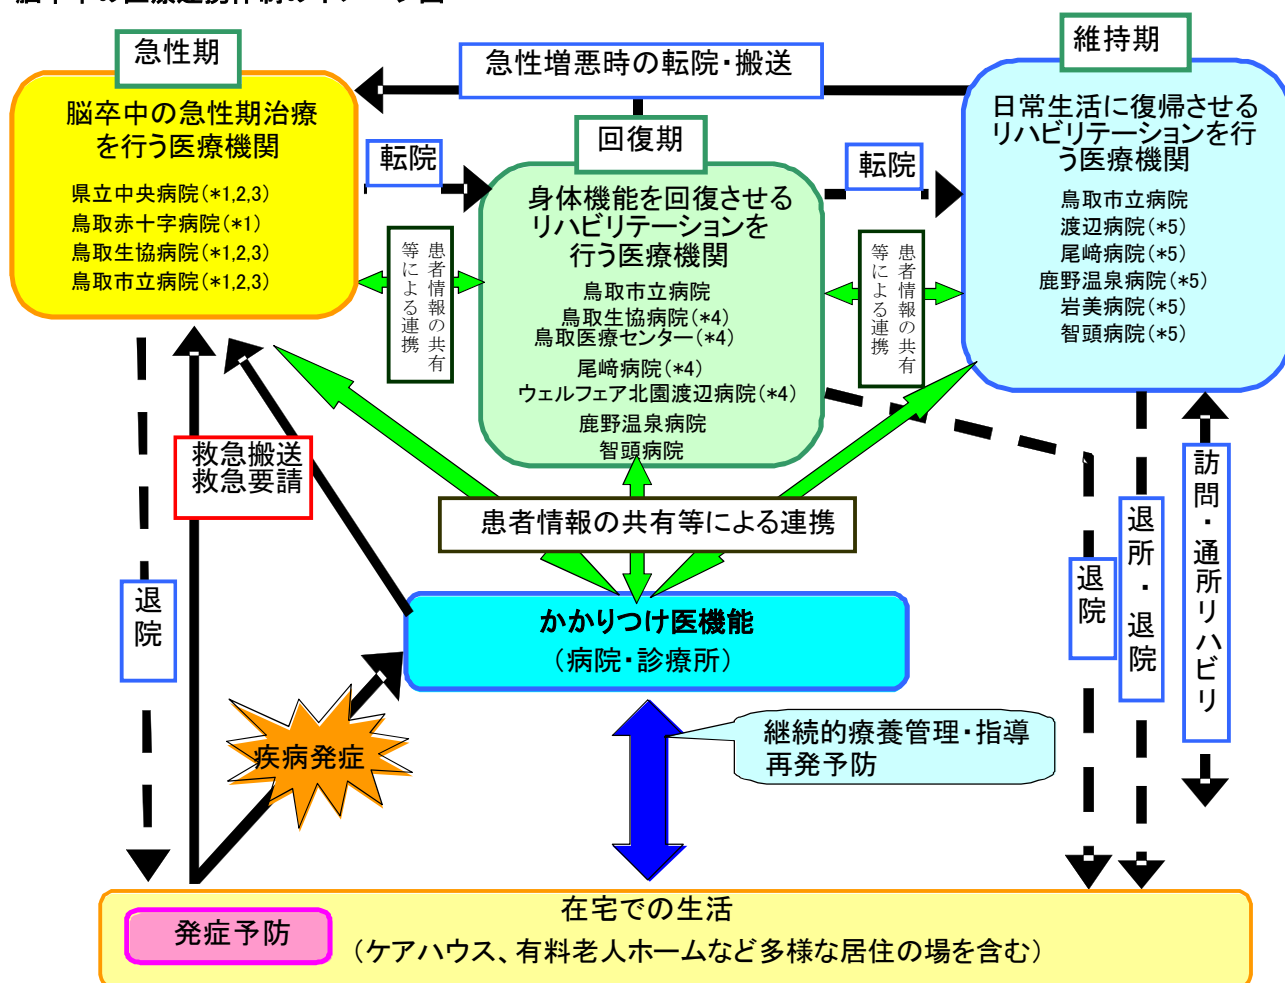 急性期
脳卒中の急性期治療
を行う医療機関
県立中央病院(*1,2,3)
鳥取赤十字病院(*1)
鳥取生協病院(*1,2,3)
鳥取市立病院(*1,2,3)
急性増悪時の転院・搬送
維持期
日常生活に復帰させる
リハビリテーションを行
う医療機関
鳥取市立病院
渡辺病院(*5)
尾﨑病院(*5)
鹿野温泉病院(*5)
岩美病院(*5)
智頭病院(*5)
転院
回復期
身体機能を回復させる
リハビリテーションを
行う医療機関
鳥取市立病院
鳥取生協病院(*4)
鳥取医療センター(*4)
尾﨑病院(*4)
ウェルフェア北園渡辺病院(*4)
鹿野温泉病院
智頭病院
転院
患者情報の共有
等による連携
患者情報の共有
等による連携
救急搬送
救急要請
患者情報の共有等による連携
退院
退院
退所・退院
訪問・通所リハビリ
かかりつけ医機能
(病院・診療所)
疾病発症
継続的療養管理・指導
再発予防
在宅での生活
発症予防
(ケアハウス、有料老人ホームなど多様な居住の場を含む)